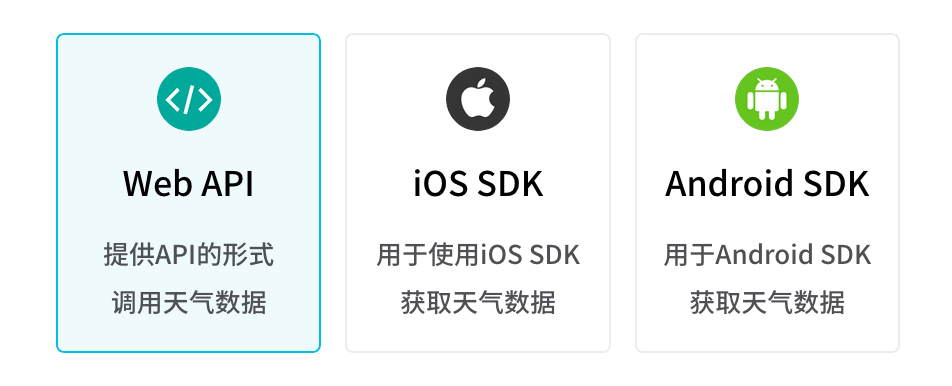 Web API
提供API的形式
调用天气数据
iOS SDK
用于使用iOS SDK
获取天气数据
Android SDK
用于Android SDK
获取天气数据